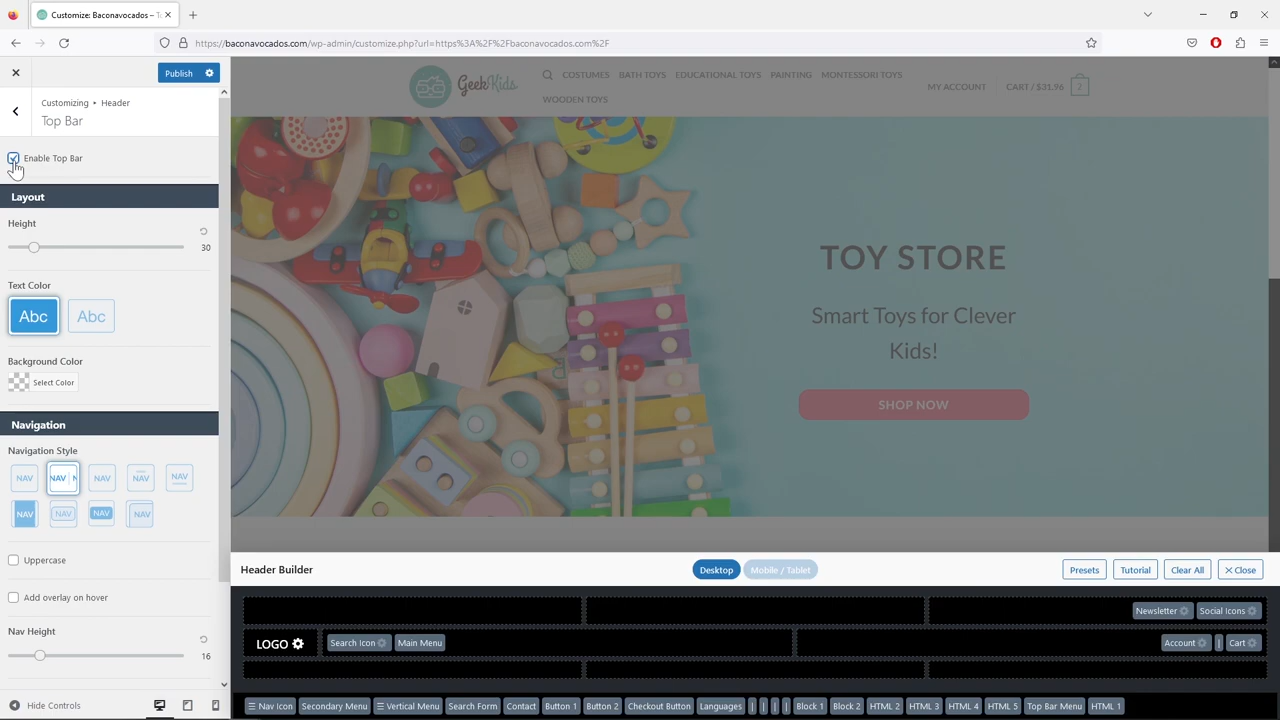 Customize: Baconavocados – To
https://baconavocados.com/wp-admin/customize.php?url=https%3A%2F%2Fbaconavocados.com%2F
Publish
Customizing • Header
Top Bar
Enable Top Bar
Layout
Height
30
Text Color
Abc
Abc
Background Color
Select Color
Navigation
Navigation Style
NAV
NAV N
NAV
NAV
NAV
NAV
NAV
NAV
NAV
Uppercase
Add overlay on hover
Nav Height
16
Hide Controls
GeekKids
COSTUMES
BATH TOYS
EDUCATIONAL TOYS
PAINTING
MONTESSORI TOYS
WOODEN TOYS
MY ACCOUNT
CART / $31.96
2
TOY STORE
Smart Toys for Clever
Kids!
SHOP NOW
Header Builder
Desktop
Mobile / Tablet
Presets
Tutorial
Clear All
Close
Newsletter
Social Icons
LOGO
Search Icon
Main Menu
Account
|
Cart
☰ Nav Icon
Secondary Menu
☰ Vertical Menu
Search Form
Contact
Button 1
Button 2
Checkout Button
Languages
|
|
|
|
Block 1
Block 2
HTML 2
HTML 3
HTML 4
HTML 5
Top Bar Menu
HTML 1